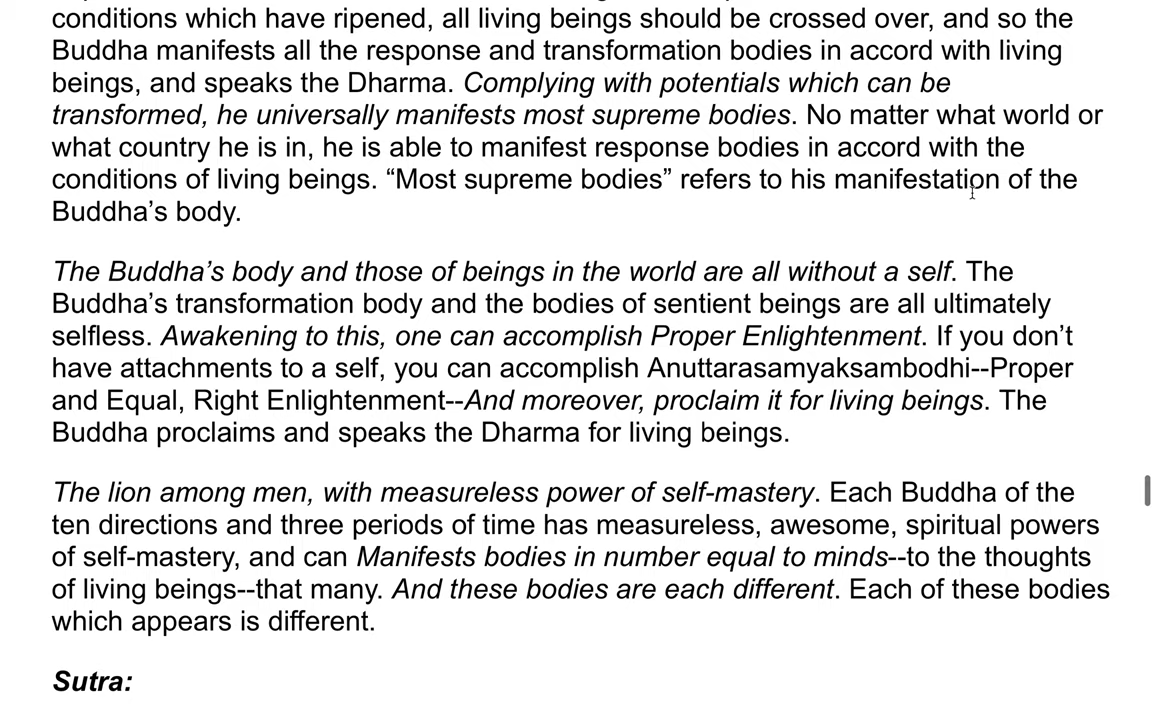 conditions which have ripened, all living beings should be crossed over, and so the
Buddha manifests all the response and transformation bodies in accord with living
beings, and speaks the Dharma. Complying with potentials which can be
transformed, he universally manifests most supreme bodies. No matter what world or
what country he is in, he is able to manifest response bodies in accord with the
conditions of living beings. “Most supreme bodies” refers to his manifestation of the
Buddha’s body.
The Buddha’s body and those of beings in the world are all without a self. The
Buddha’s transformation body and the bodies of sentient beings are all ultimately
selfless. Awakening to this, one can accomplish Proper Enlightenment. If you don’t
have attachments to a self, you can accomplish Anuttarasamyaksambodhi--Proper
and Equal, Right Enlightenment--And moreover, proclaim it for living beings. The
Buddha proclaims and speaks the Dharma for living beings.
The lion among men, with measureless power of self-mastery. Each Buddha of the
ten directions and three periods of time has measureless, awesome, spiritual powers
of self-mastery, and can Manifests bodies in number equal to minds--to the thoughts
of living beings--that many. And these bodies are each different. Each of these bodies
which appears is different.
Sutra: